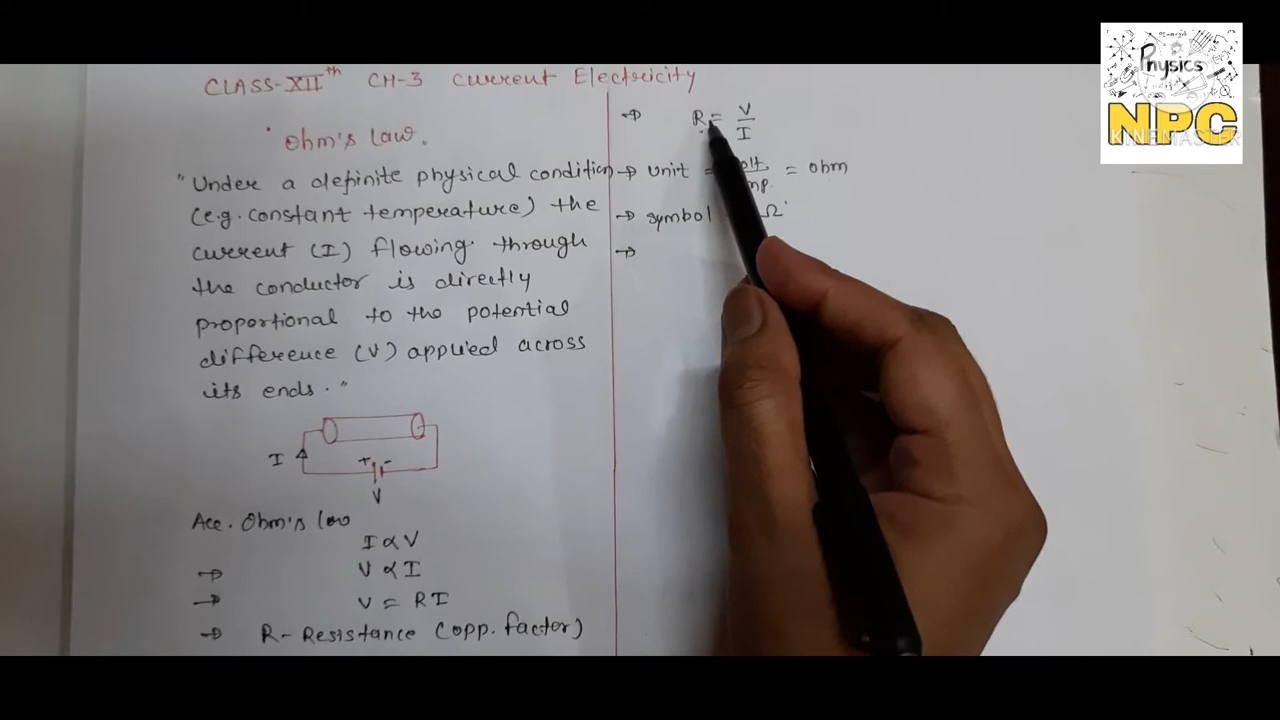 CLASS-XIIth CH-3 Current Electricity
Ohm's law.
"Under a definite physical condition
(e.g. constant temperature) the
current (I) flowing through
the conductor is directly
proportional to the potential
difference (V) applied across
its ends."
I
+ -
V
Acc. Ohm's law
I ∝ V
→ V ∝ I
→ V = RI
→ R - Resistance (opp. factor)
→ R = V/I
→ unit = = ohm
→ symbol Ω
→
Physics
NPC
KINEMASTER